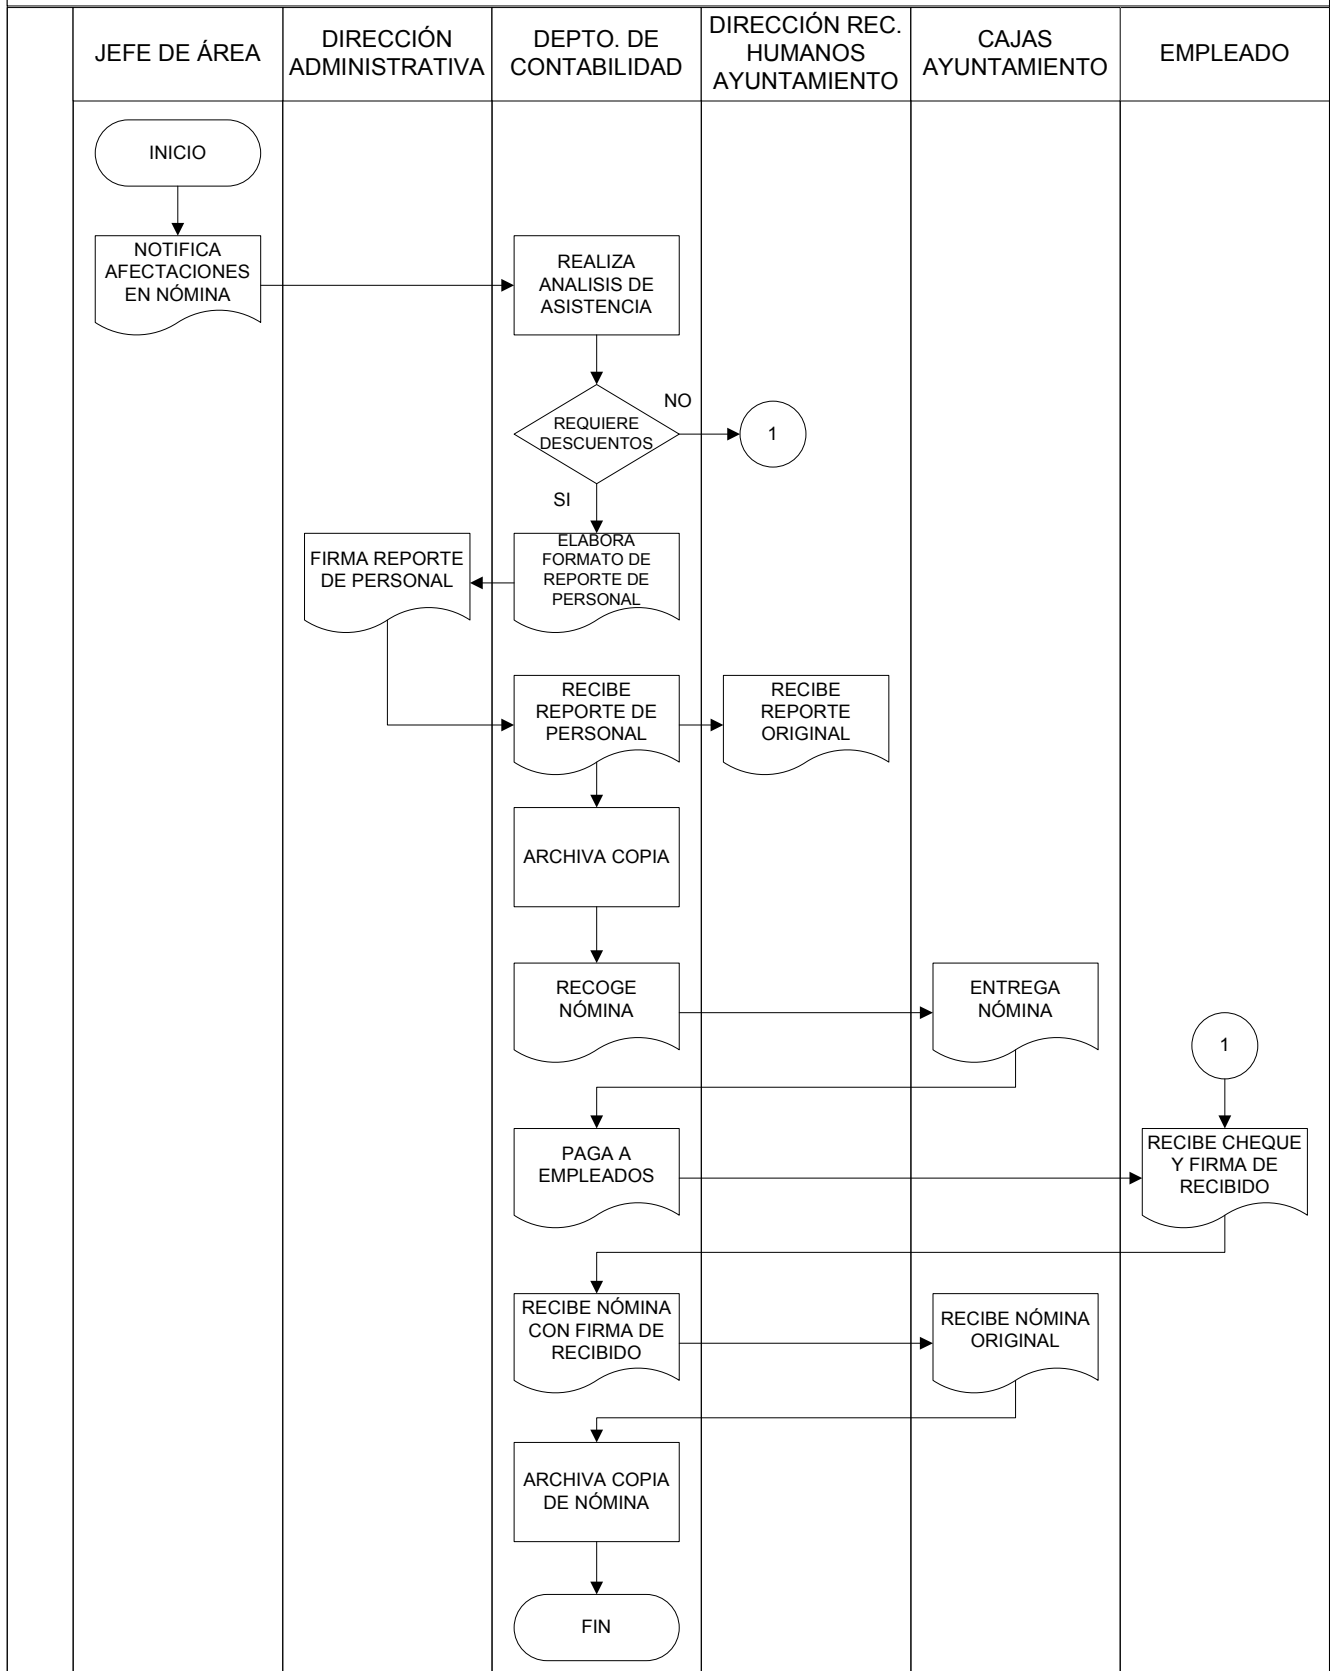 JEFE DE ÁREA
DIRECCIÓN
ADMINISTRATIVA
DEPTO. DE
CONTABILIDAD
DIRECCIÓN REC.
HUMANOS
AYUNTAMIENTO
CAJAS
AYUNTAMIENTO
EMPLEADO
INICIO
NOTIFICA
AFECTACIONES
EN NÓMINA
REALIZA
ANALISIS DE
ASISTENCIA
REQUIERE
DESCUENTOS
NO
1
SI
FIRMA REPORTE
DE PERSONAL
ELABORA
FORMATO DE
REPORTE DE
PERSONAL
RECIBE
REPORTE DE
PERSONAL
RECIBE
REPORTE
ORIGINAL
ARCHIVA COPIA
RECOGE
NÓMINA
ENTREGA
NÓMINA
1
PAGA A
EMPLEADOS
RECIBE CHEQUE
Y FIRMA DE
RECIBIDO
RECIBE NÓMINA
CON FIRMA DE
RECIBIDO
RECIBE NÓMINA
ORIGINAL
ARCHIVA COPIA
DE NÓMINA
FIN